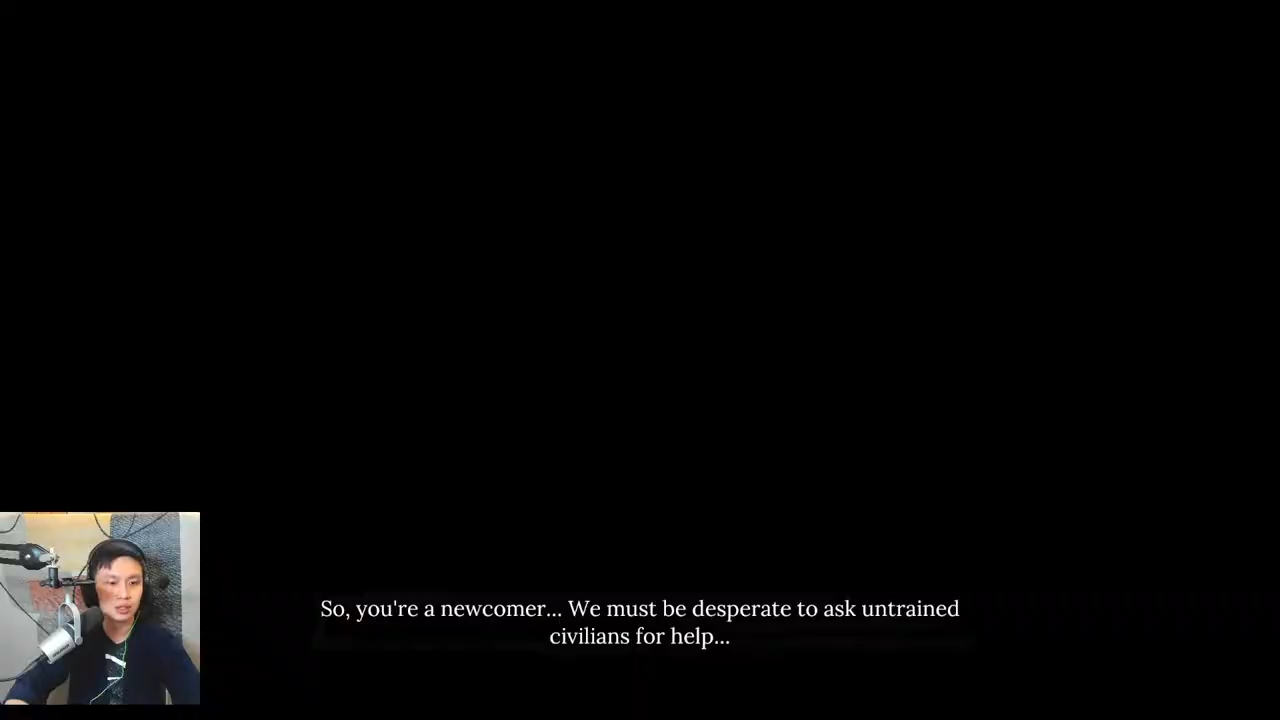 So, you're a newcomer... We must be desperate to ask untrained
civilians for help...